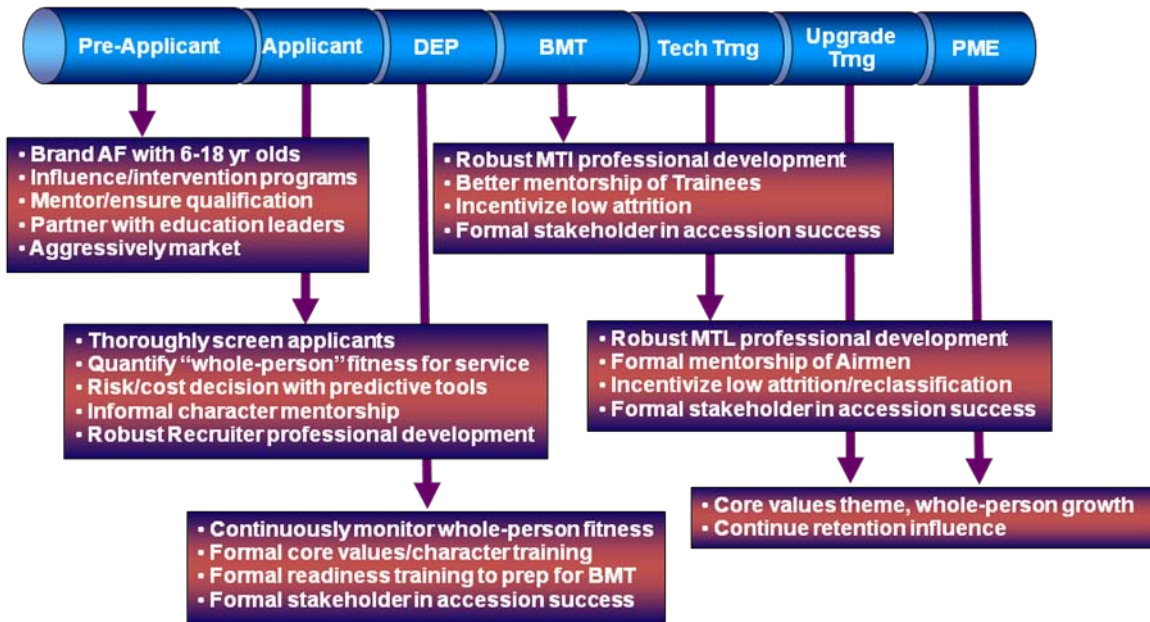 Pre-Applicant
Applicant
DEP
BMT
Tech Trng
Upgrade
Trng
PME
▪ Brand AF with 6-18 yr olds
▪ Influence/intervention programs
▪ Mentor/ensure qualification
▪ Partner with education leaders
▪ Aggressively market
▪ Robust MTI professional development
▪ Better mentorship of Trainees
▪ Incentivize low attrition
▪ Formal stakeholder in accession success
▪ Thoroughly screen applicants
▪ Quantify “whole-person” fitness for service
▪ Risk/cost decision with predictive tools
▪ Informal character mentorship
▪ Robust Recruiter professional development
▪ Robust MTL professional development
▪ Formal mentorship of Airmen
▪ Incentivize low attrition/reclassification
▪ Formal stakeholder in accession success
▪ Continuously monitor whole-person fitness
▪ Formal core values/character training
▪ Formal readiness training to prep for BMT
▪ Formal stakeholder in accession success
▪ Core values theme, whole-person growth
▪ Continue retention influence